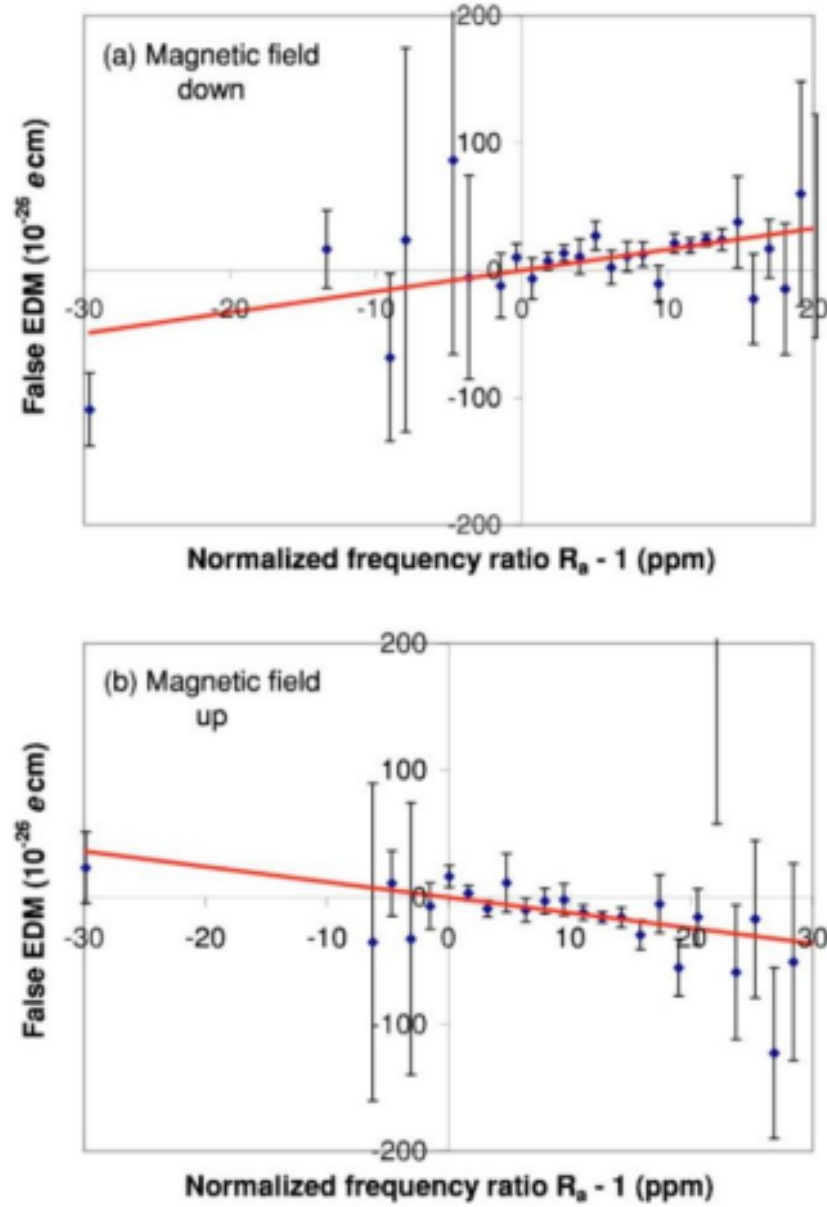 200
(a) Magnetic field
down
100
0
-30
-20
-10
0
10
20
-100
-200
False EDM (10⁻²⁶ e cm)
Normalized frequency ratio Rₐ - 1 (ppm)
200
(b) Magnetic field
up
100
0
-30
-20
-10
0
10
20
30
-100
-200
False EDM (10⁻²⁶ e cm)
Normalized frequency ratio Rₐ - 1 (ppm)